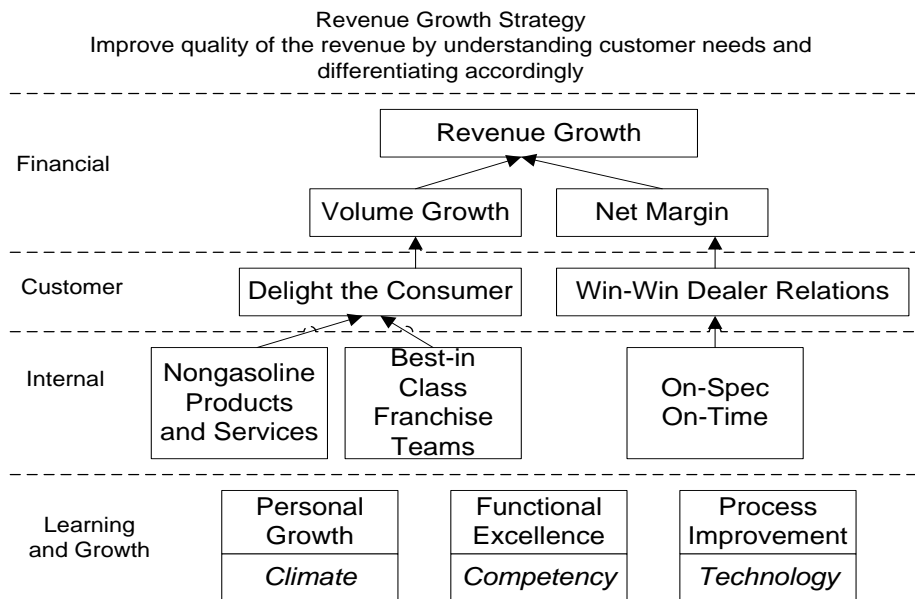 Revenue Growth Strategy
Improve quality of the revenue by understanding customer needs and
differentiating accordingly
Financial
Revenue Growth
Volume Growth
Net Margin
Customer
Delight the Consumer
Win-Win Dealer Relations
Internal
Nongasoline
Products
and Services
Best-in
Class
Franchise
Teams
On-Spec
On-Time
Learning
and Growth
Personal
Growth
Climate
Functional
Excellence
Competency
Process
Improvement
Technology